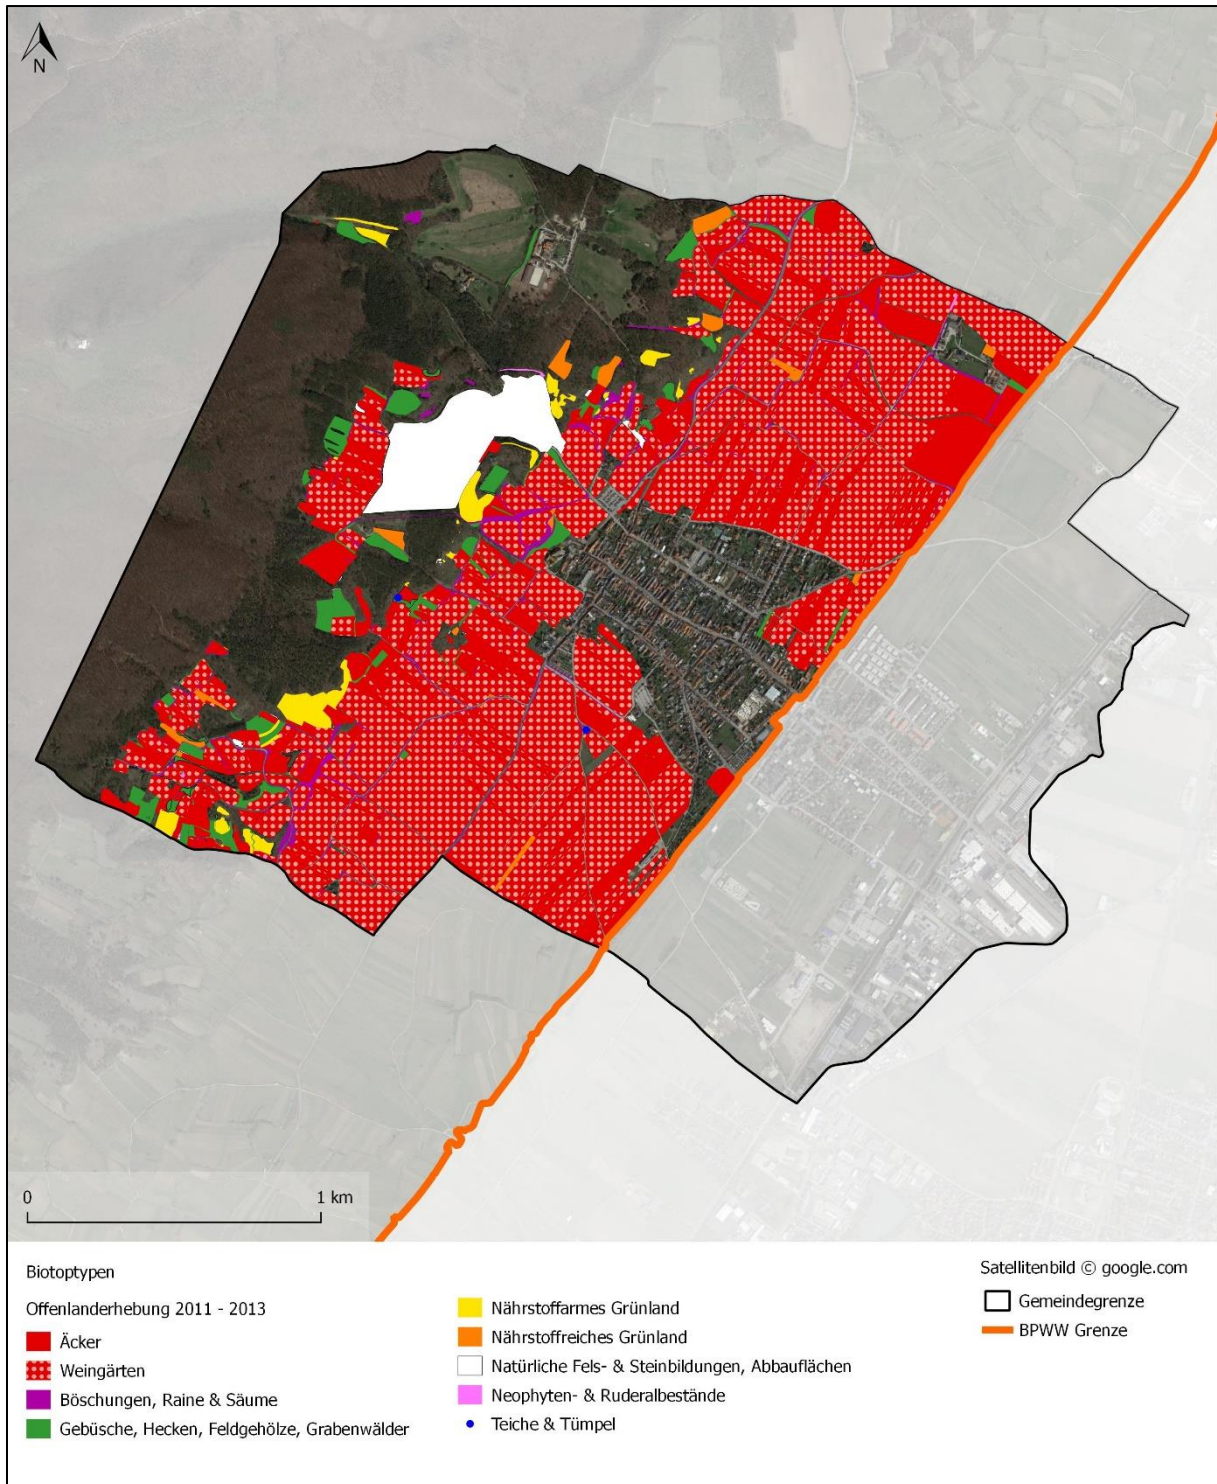 N
0 1 km
Biotoptypen
Offenlanderhebung 2011 - 2013
Äcker
Weingärten
Böschungen, Raine & Säume
Gebüsche, Hecken, Feldgehölze, Grabenwälder
Nährstoffarmes Grünland
Nährstoffreiches Grünland
Natürliche Fels- & Steinbildungen, Abbauflächen
Neophyten- & Ruderalbestände
Teiche & Tümpel
Satellitenbild © google.com
Gemeindegrenze
BPWW Grenze